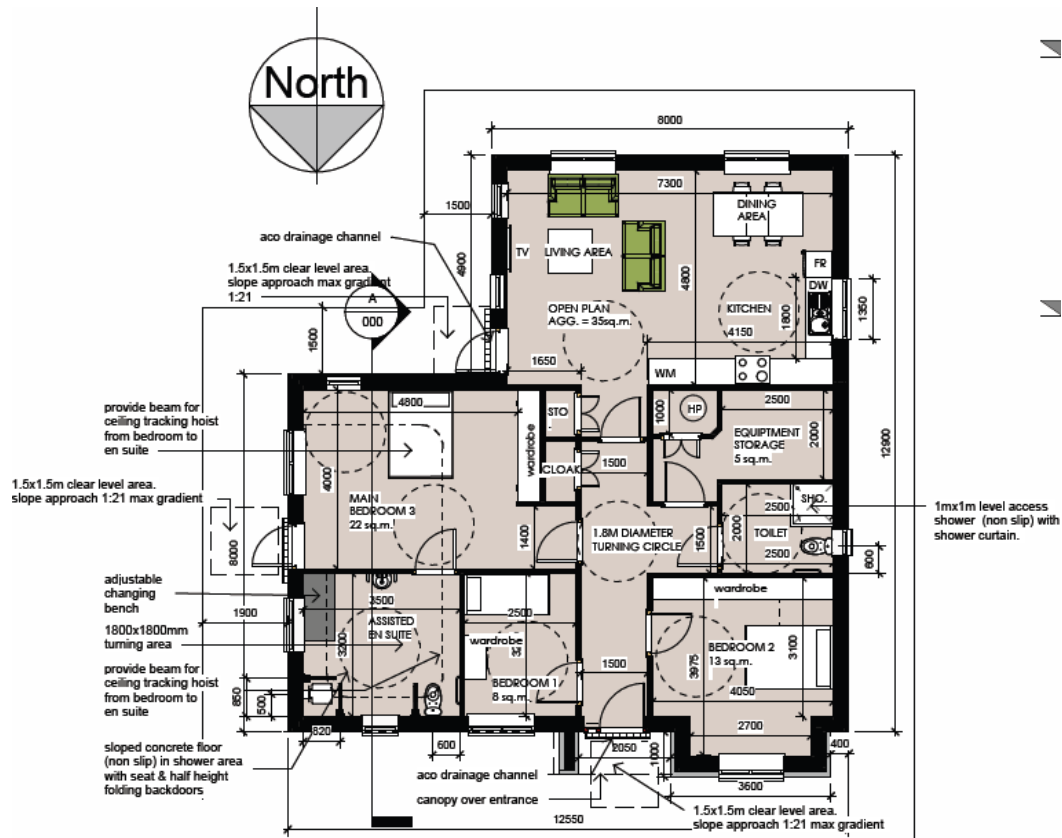 North
8000
7300
1500
DINING
AREA
aco drainage channel
TV
LIVING AREA
FR
1.5x1.5m clear level area.
slope approach max gradient
1:21
4900
4800
DW
A
000
OPEN PLAN
AGG. = 35sq.m.
KITCHEN
1800
1350
4150
1500
1650
WM
provide beam for
ceiling tracking hoist
from bedroom to
en suite
4800
STO
1000
HP
2500
EQUIPTMENT
STORAGE
5 sq.m.
2000
12900
wardrobe
CLOAK
1500
4000
1.5x1.5m clear level area.
slope approach 1:21 max gradient
MAIN
BEDROOM 3
22 sq.m.
SHO.
2500
1mx1m level access
shower (non slip) with
shower curtain.
8000
1400
1.8M DIAMETER
TURNING CIRCLE
1500
2000
TOILET
2500
600
adjustable
changing
bench
1900
3500
ASSISTED
EN SUITE
2500
wardrobe
1800x1800mm
turning area
3200
wardrobe
BEDROOM 2
13 sq.m.
3100
3975
provide beam for
ceiling tracking hoist
from bedroom to
en suite
BEDROOM 1
8 sq.m.
1500
4050
850
500
2700
820
600
2050
1000
400
sloped concrete floor
(non slip) in shower area
with seat & half height
folding backdoors
aco drainage channel
canopy over entrance
3600
1.5x1.5m clear level area.
slope approach 1:21 max gradient
12550